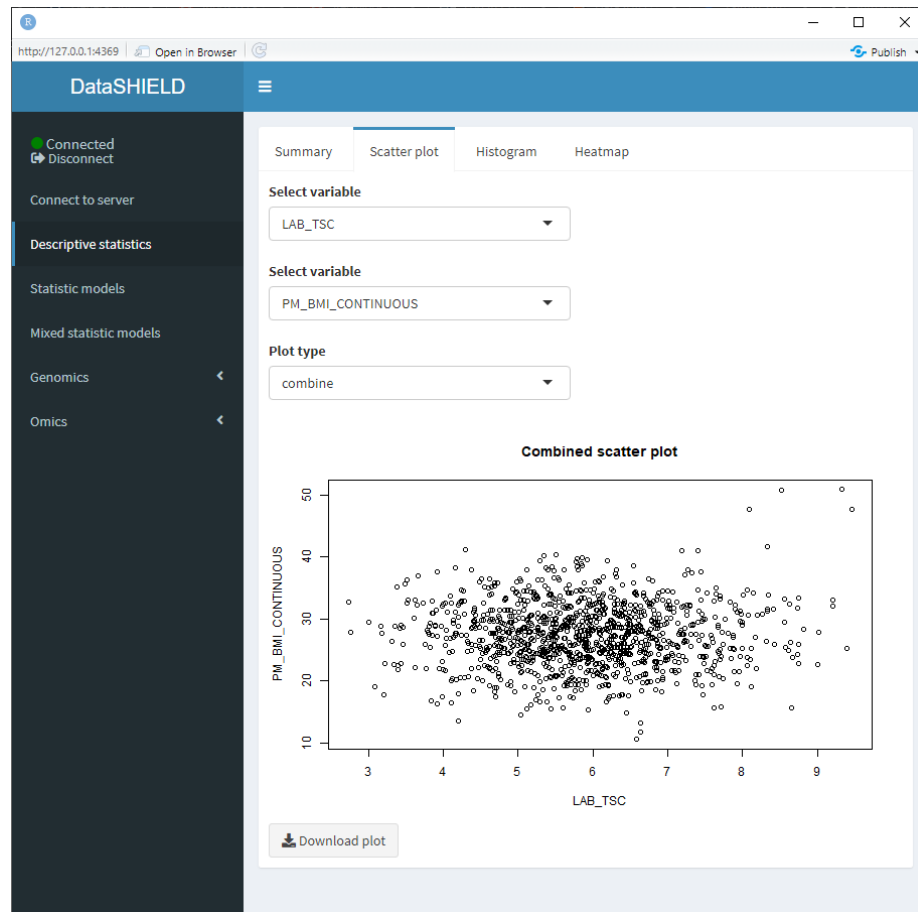 R
http://127.0.0.1:4369 Open in Browser Publish
DataSHIELD
Connected
Disconnect
Connect to server
Descriptive statistics
Statistic models
Mixed statistic models
Genomics
Omics
Summary Scatter plot Histogram Heatmap
Select variable
LAB_TSC
Select variable
PM_BMI_CONTINUOUS
Plot type
combine
Combined scatter plot
PM_BMI_CONTINUOUS
50
40
30
20
10
3 4 5 6 7 8 9
LAB_TSC
Download plot